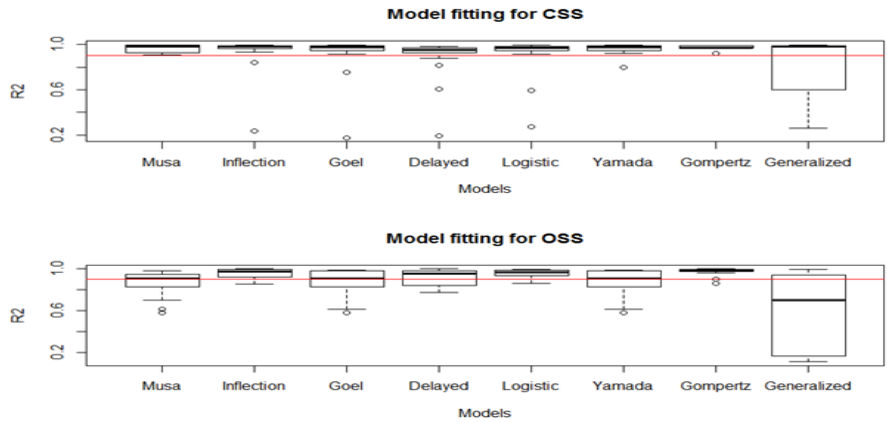 Model fitting for CSS
R2
1.0
0.6
0.2
Musa Inflection Goel Delayed Logistic Yamada Gompertz Generalized
Models
Model fitting for OSS
R2
1.0
0.6
0.2
Musa Inflection Goel Delayed Logistic Yamada Gompertz Generalized
Models